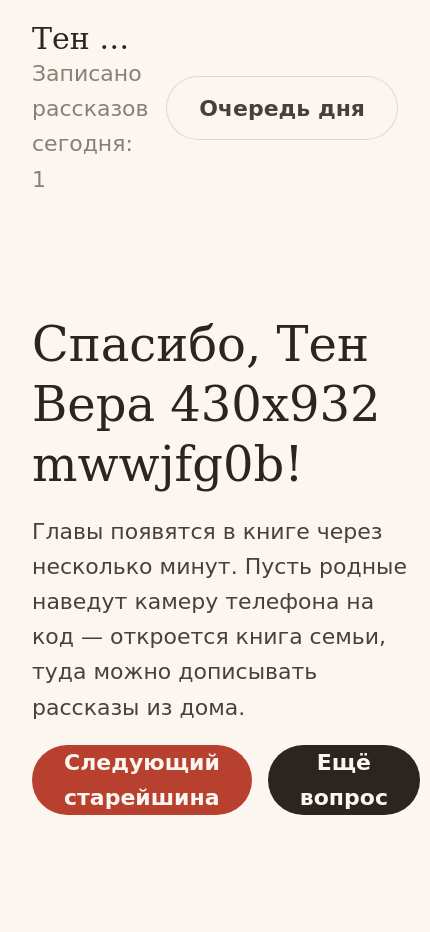 Тен ...
Записано
рассказов
сегодня:
1
Очередь дня
Спасибо, Тен
Вера 430x932
mwwjfg0b!
Главы появятся в книге через
несколько минут. Пусть родные
наведут камеру телефона на
код — откроется книга семьи,
туда можно дописывать
рассказы из дома.
Следующий
старейшина
Ещё
вопрос